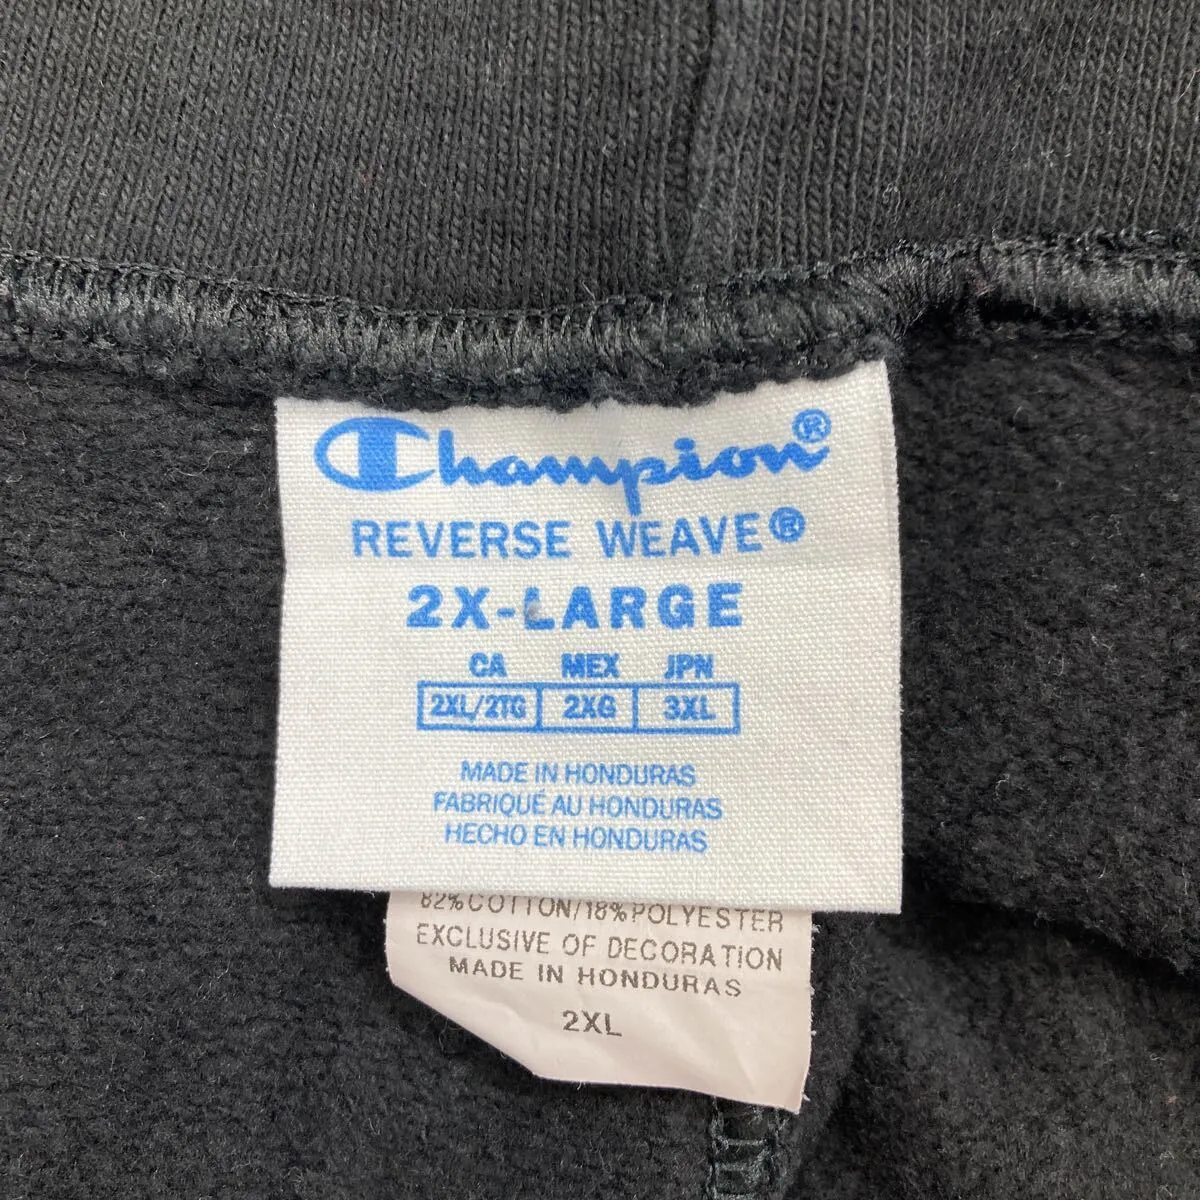 Champion®
REVERSE WEAVE®
2X-LARGE
CA MEX JPN
2XL/2TG 2XG 3XL
MADE IN HONDURAS
FABRIQUÉ AU HONDURAS
HECHO EN HONDURAS
82%COTTON/18%POLYESTER
EXCLUSIVE OF DECORATION
MADE IN HONDURAS
2XL